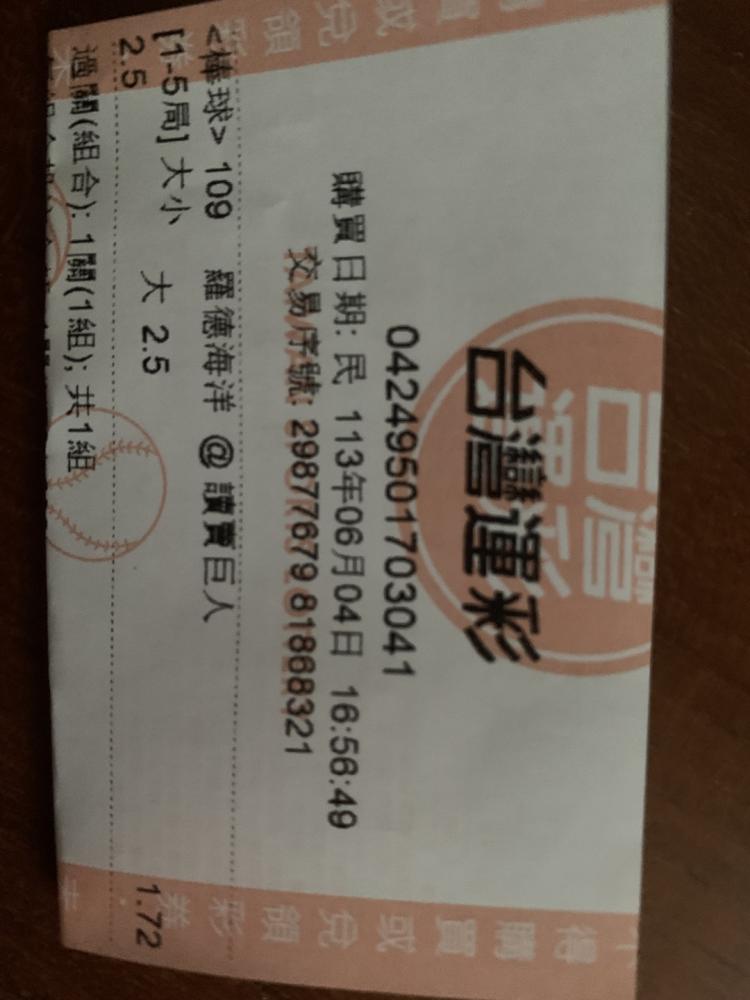 台灣運彩
0424950170​3041
購買日期: 民 113年06月04日 16:56:49
交易序號: 29877679 81868321
<棒球> 109 羅德海洋 @ 讀賣巨人
[1-5局] 大小 大 2.5 1.72
2.5
過關(組合): 1關(1組); 共1組